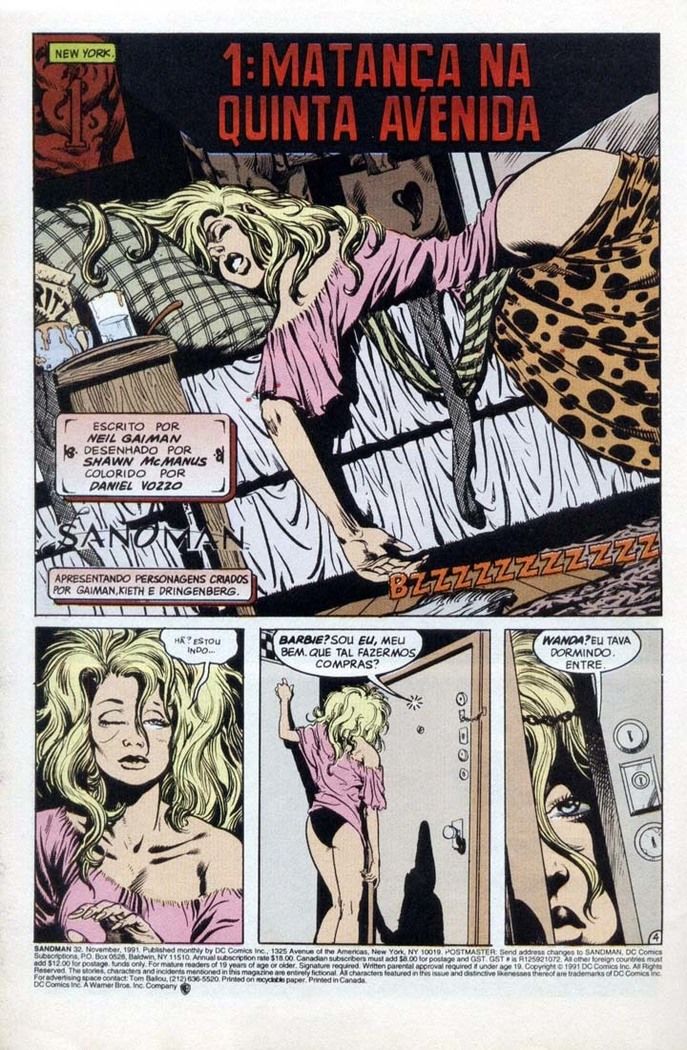 NEW YORK.
1: MATANÇA NA
QUINTA AVENIDA
ESCRITO POR
NEIL GAIMAN
DESENHADO POR
SHAWN McMANUS
COLORIDO POR
DANIEL VOZZO
SANDMAN
APRESENTANDO PERSONAGENS CRIADOS
POR GAIMAN, KIETH E DRINGENBERG.
BZZZZZZZZZZZZ
HÃ? ESTOU
INDO...
BARBIE? SOU EU, MEU
BEM. QUE TAL FAZERMOS
COMPRAS?
WANDA? EU TAVA
DORMINDO.
ENTRE.
4
SANDMAN 32, November, 1991. Published monthly by DC Comics Inc., 1325 Avenue of the Americas, New York, NY 10019. POSTMASTER: Send address changes to SANDMAN, DC Comics
Subscriptions, P.O. Box 0528, Baldwin, NY 11510. Annual subscription rate $18.00. Canadian subscribers must add $8.00 for postage and GST. GST # is R125921072. All other foreign countries must
add $12.00 for postage. funds only. For mature readers of 19 years of age or older. Signature required. Written parental approval required if under age 19. Copyright © 1991 DC Comics Inc. All Rights
Reserved. The stories, characters and incidents mentioned in this magazine are entirely fictional. All characters featured in this issue and distinctive likenesses thereof are trademarks of DC Comics Inc.
For advertising space contact: Tom Ballou, (212) 636-5520. Printed on recyclable paper. Printed in Canada.
DC Comics Inc. A Warner Bros. Inc. Company